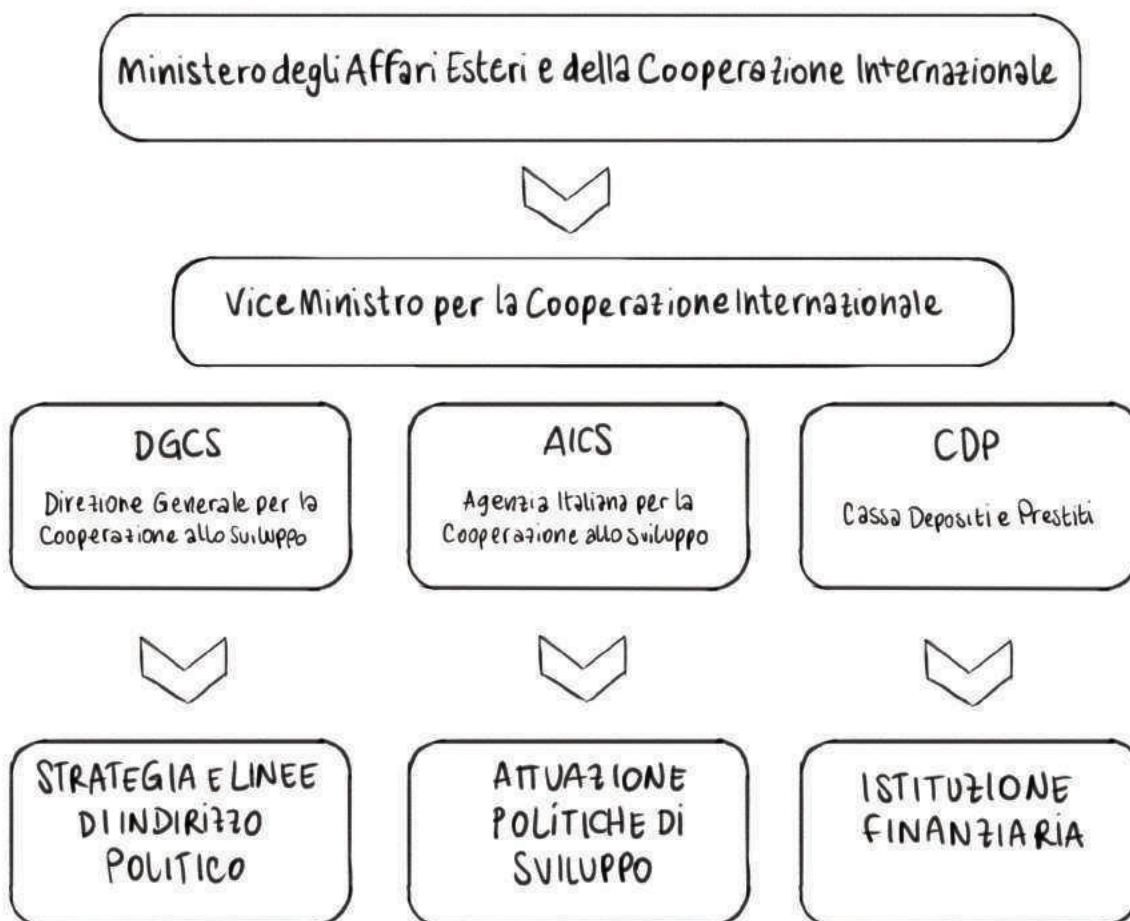 Ministero degli Affari Esteri e della Cooperazione Internazionale
Vice Ministro per la Cooperazione Internazionale
DGCS
Direzione Generale per la
Cooperazione allo Sviluppo
AICS
Agenzia Italiana per la
Cooperazione allo Sviluppo
CDP
Cassa Depositi e Prestiti
STRATEGIA E LINEE
DI INDIRIZZO
POLITICO
ATTUAZIONE
POLÍTICHE DI
SVILUPPO
ISTITUZIONE
FINANZIARIA